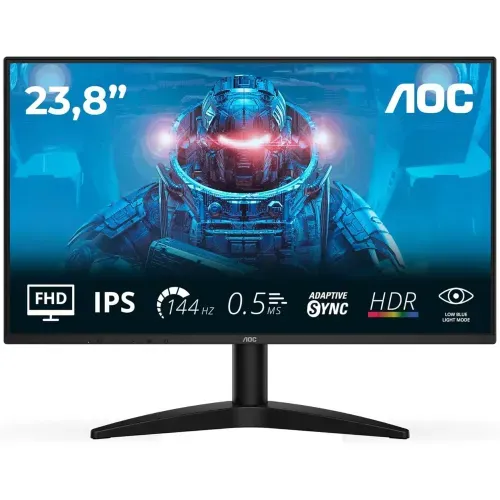 23,8”
AOC
FHD
IPS
144 HZ
0.5 MS
ADAPTIVE
SYNC
HDR
LOW BLUE
LIGHT MODE
AOC